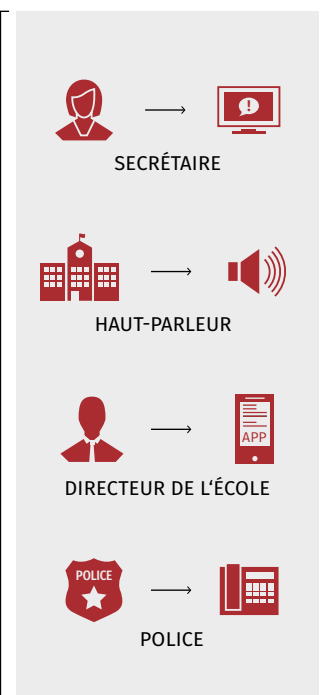 !
SECRÉTAIRE
HAUT-PARLEUR
APP
DIRECTEUR DE L‘ÉCOLE
POLICE
POLICE